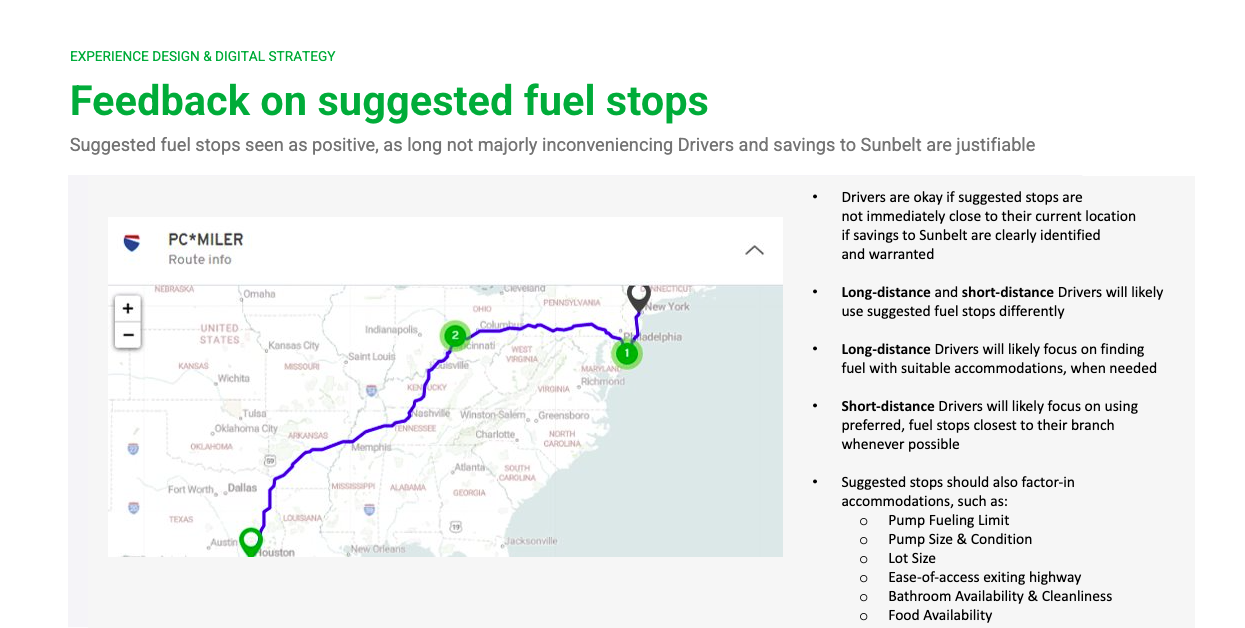 EXPERIENCE DESIGN & DIGITAL STRATEGY
Feedback on suggested fuel stops
Suggested fuel stops seen as positive, as long not majorly inconveniencing Drivers and savings to Sunbelt are justifiable
PC*MILER
Route info
+
−
NEBRASKA
Omaha
Cleveland
CONNECTICUT
PENNSYLVANIA
New York
OHIO
UNITED
STATES
Indianapolis
2
Columbus
Philadelphia
Kansas City
Saint Louis
cinnati
1
WEST
VIRGINIA
KANSAS
MISSOURI
ouisville
MARYLAND
Wichita
KENTUCKY
VIRGINIA
Richmond
Tulsa
Nashville
Winston-Salem
Greensboro
Oklahoma City
ARKANSAS
TENNESSEE
Charlotte
NORTH
CAROLINA
OKLAHOMA
Memphis
Atlanta
SOUTH
CAROLINA
Fort Worth
Dallas
MISSISSIPPI
ALABAMA
GEORGIA
TEXAS
LOUISIANA
19
Austin
ouston
New Orleans
Jacksonville
• Drivers are okay if suggested stops are
not immediately close to their current location
if savings to Sunbelt are clearly identified
and warranted
• Long-distance and short-distance Drivers will likely
use suggested fuel stops differently
• Long-distance Drivers will likely focus on finding
fuel with suitable accommodations, when needed
• Short-distance Drivers will likely focus on using
preferred, fuel stops closest to their branch
whenever possible
• Suggested stops should also factor-in
accommodations, such as:
o Pump Fueling Limit
o Pump Size & Condition
o Lot Size
o Ease-of-access exiting highway
o Bathroom Availability & Cleanliness
o Food Availability